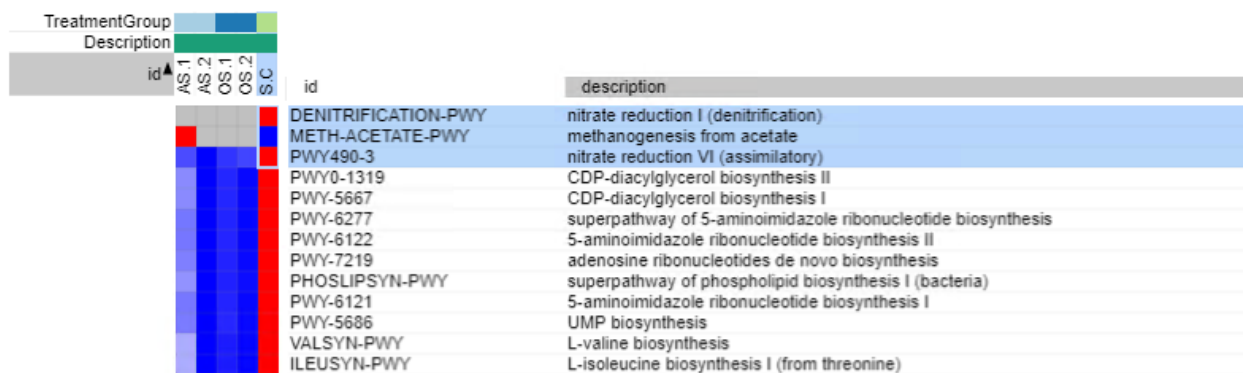 TreatmentGroup
Description
id AS.1 AS.2 OS.1 OS.2 S.C id description
DENITRIFICATION-PWY nitrate reduction I (denitrification)
METH-ACETATE-PWY methanogenesis from acetate
PWY490-3 nitrate reduction VI (assimilatory)
PWY0-1319 CDP-diacylglycerol biosynthesis II
PWY-5667 CDP-diacylglycerol biosynthesis I
PWY-6277 superpathway of 5-aminoimidazole ribonucleotide biosynthesis
PWY-6122 5-aminoimidazole ribonucleotide biosynthesis II
PWY-7219 adenosine ribonucleotides de novo biosynthesis
PHOSLIPSYN-PWY superpathway of phospholipid biosynthesis I (bacteria)
PWY-6121 5-aminoimidazole ribonucleotide biosynthesis I
PWY-5686 UMP biosynthesis
VALSYN-PWY L-valine biosynthesis
ILEUSYN-PWY L-isoleucine biosynthesis I (from threonine)